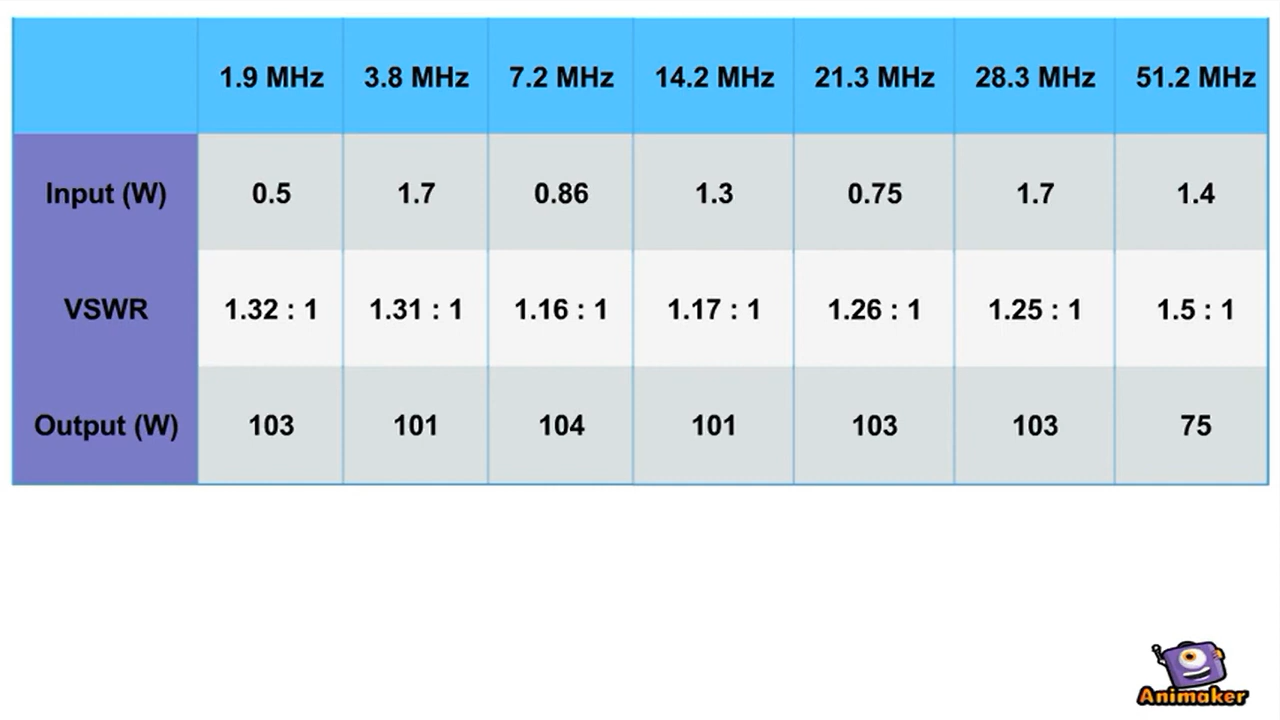 1.9 MHz 3.8 MHz 7.2 MHz 14.2 MHz 21.3 MHz 28.3 MHz 51.2 MHz
Input (W) 0.5 1.7 0.86 1.3 0.75 1.7 1.4
VSWR 1.32 : 1 1.31 : 1 1.16 : 1 1.17 : 1 1.26 : 1 1.25 : 1 1.5 : 1
Output (W) 103 101 104 101 103 103 75
Animaker